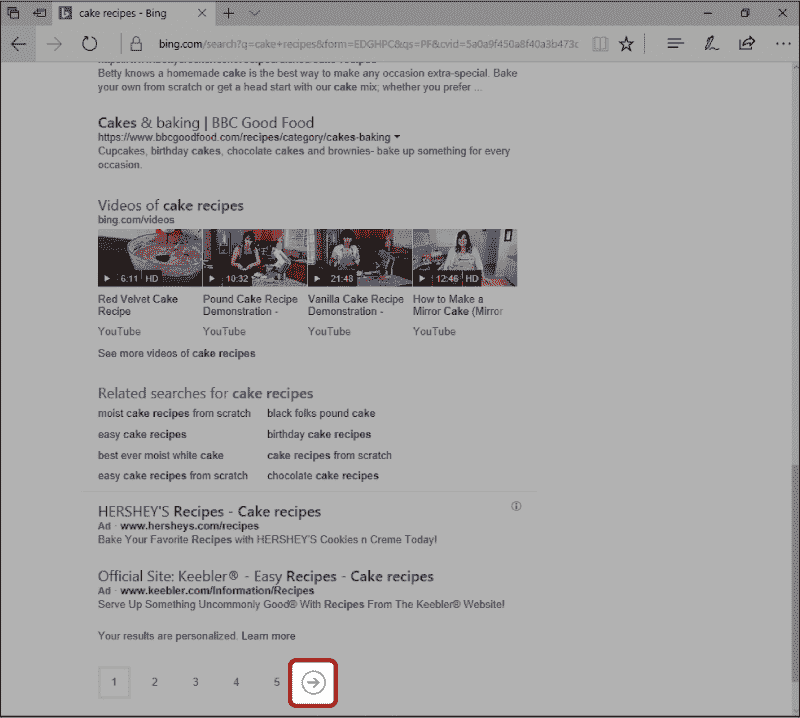 cake recipes - Bing
bing.com/search?q=cake+recipes&form=EDGHPC&qs=PF&cvid=5a0a9f450a8f40a3b473c
Betty knows a homemade cake is the best way to make any occasion extra-special. Bake
your own from scratch or get a head start with our cake mix; whether you prefer ...
Cakes & baking | BBC Good Food
https://www.bbcgoodfood.com/recipes/category/cakes-baking
Cupcakes, birthday cakes, chocolate cakes and brownies- bake up something for every
occasion.
Videos of cake recipes
bing.com/videos
6:11 HD 10:32 21:48 12:46 HD
Red Velvet Cake Pound Cake Recipe Vanilla Cake Recipe How to Make a
Recipe Demonstration - Demonstration - Mirror Cake (Mirror
YouTube YouTube YouTube YouTube
See more videos of cake recipes
Related searches for cake recipes
moist cake recipes from scratch black folks pound cake
easy cake recipes birthday cake recipes
best ever moist white cake cake recipes from scratch
easy cake recipes from scratch chocolate cake recipes
HERSHEY'S Recipes - Cake recipes
Ad · www.hersheys.com/recipes
Bake Your Favorite Recipes with HERSHEY'S Cookies n Creme Today!
Official Site: Keebler® - Easy Recipes - Cake recipes
Ad · www.keebler.com/Information/Recipes
Serve Up Something Uncommonly Good® With Recipes From The Keebler® Website!
Your results are personalized. Learn more
1 2 3 4 5